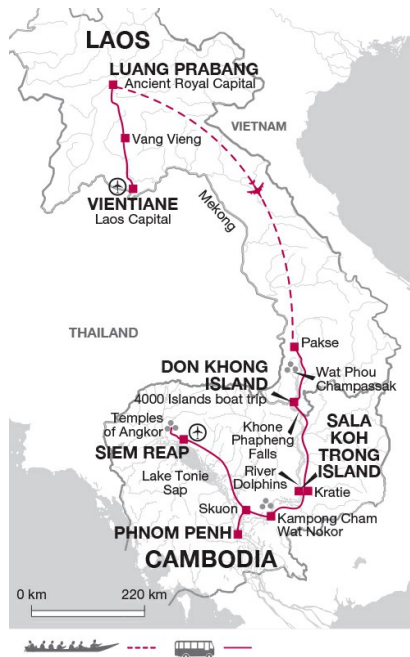 LAOS
LUANG PRABANG
Ancient Royal Capital
VIETNAM
Vang Vieng
VIENTIANE
Laos Capital
Mekong
THAILAND
Pakse
DON KHONG
ISLAND
Wat Phou
Champassak
4000 Islands boat trip
Temples
of Angkor
Khone
Phapheng
Falls
SALA
KOH
TRONG
ISLAND
SIEM REAP
River
Dolphins
Lake Tonie
Sap
Kratie
Skuon
Kampong Cham
Wat Nokor
PHNOM PENH
CAMBODIA
0 km
220 km